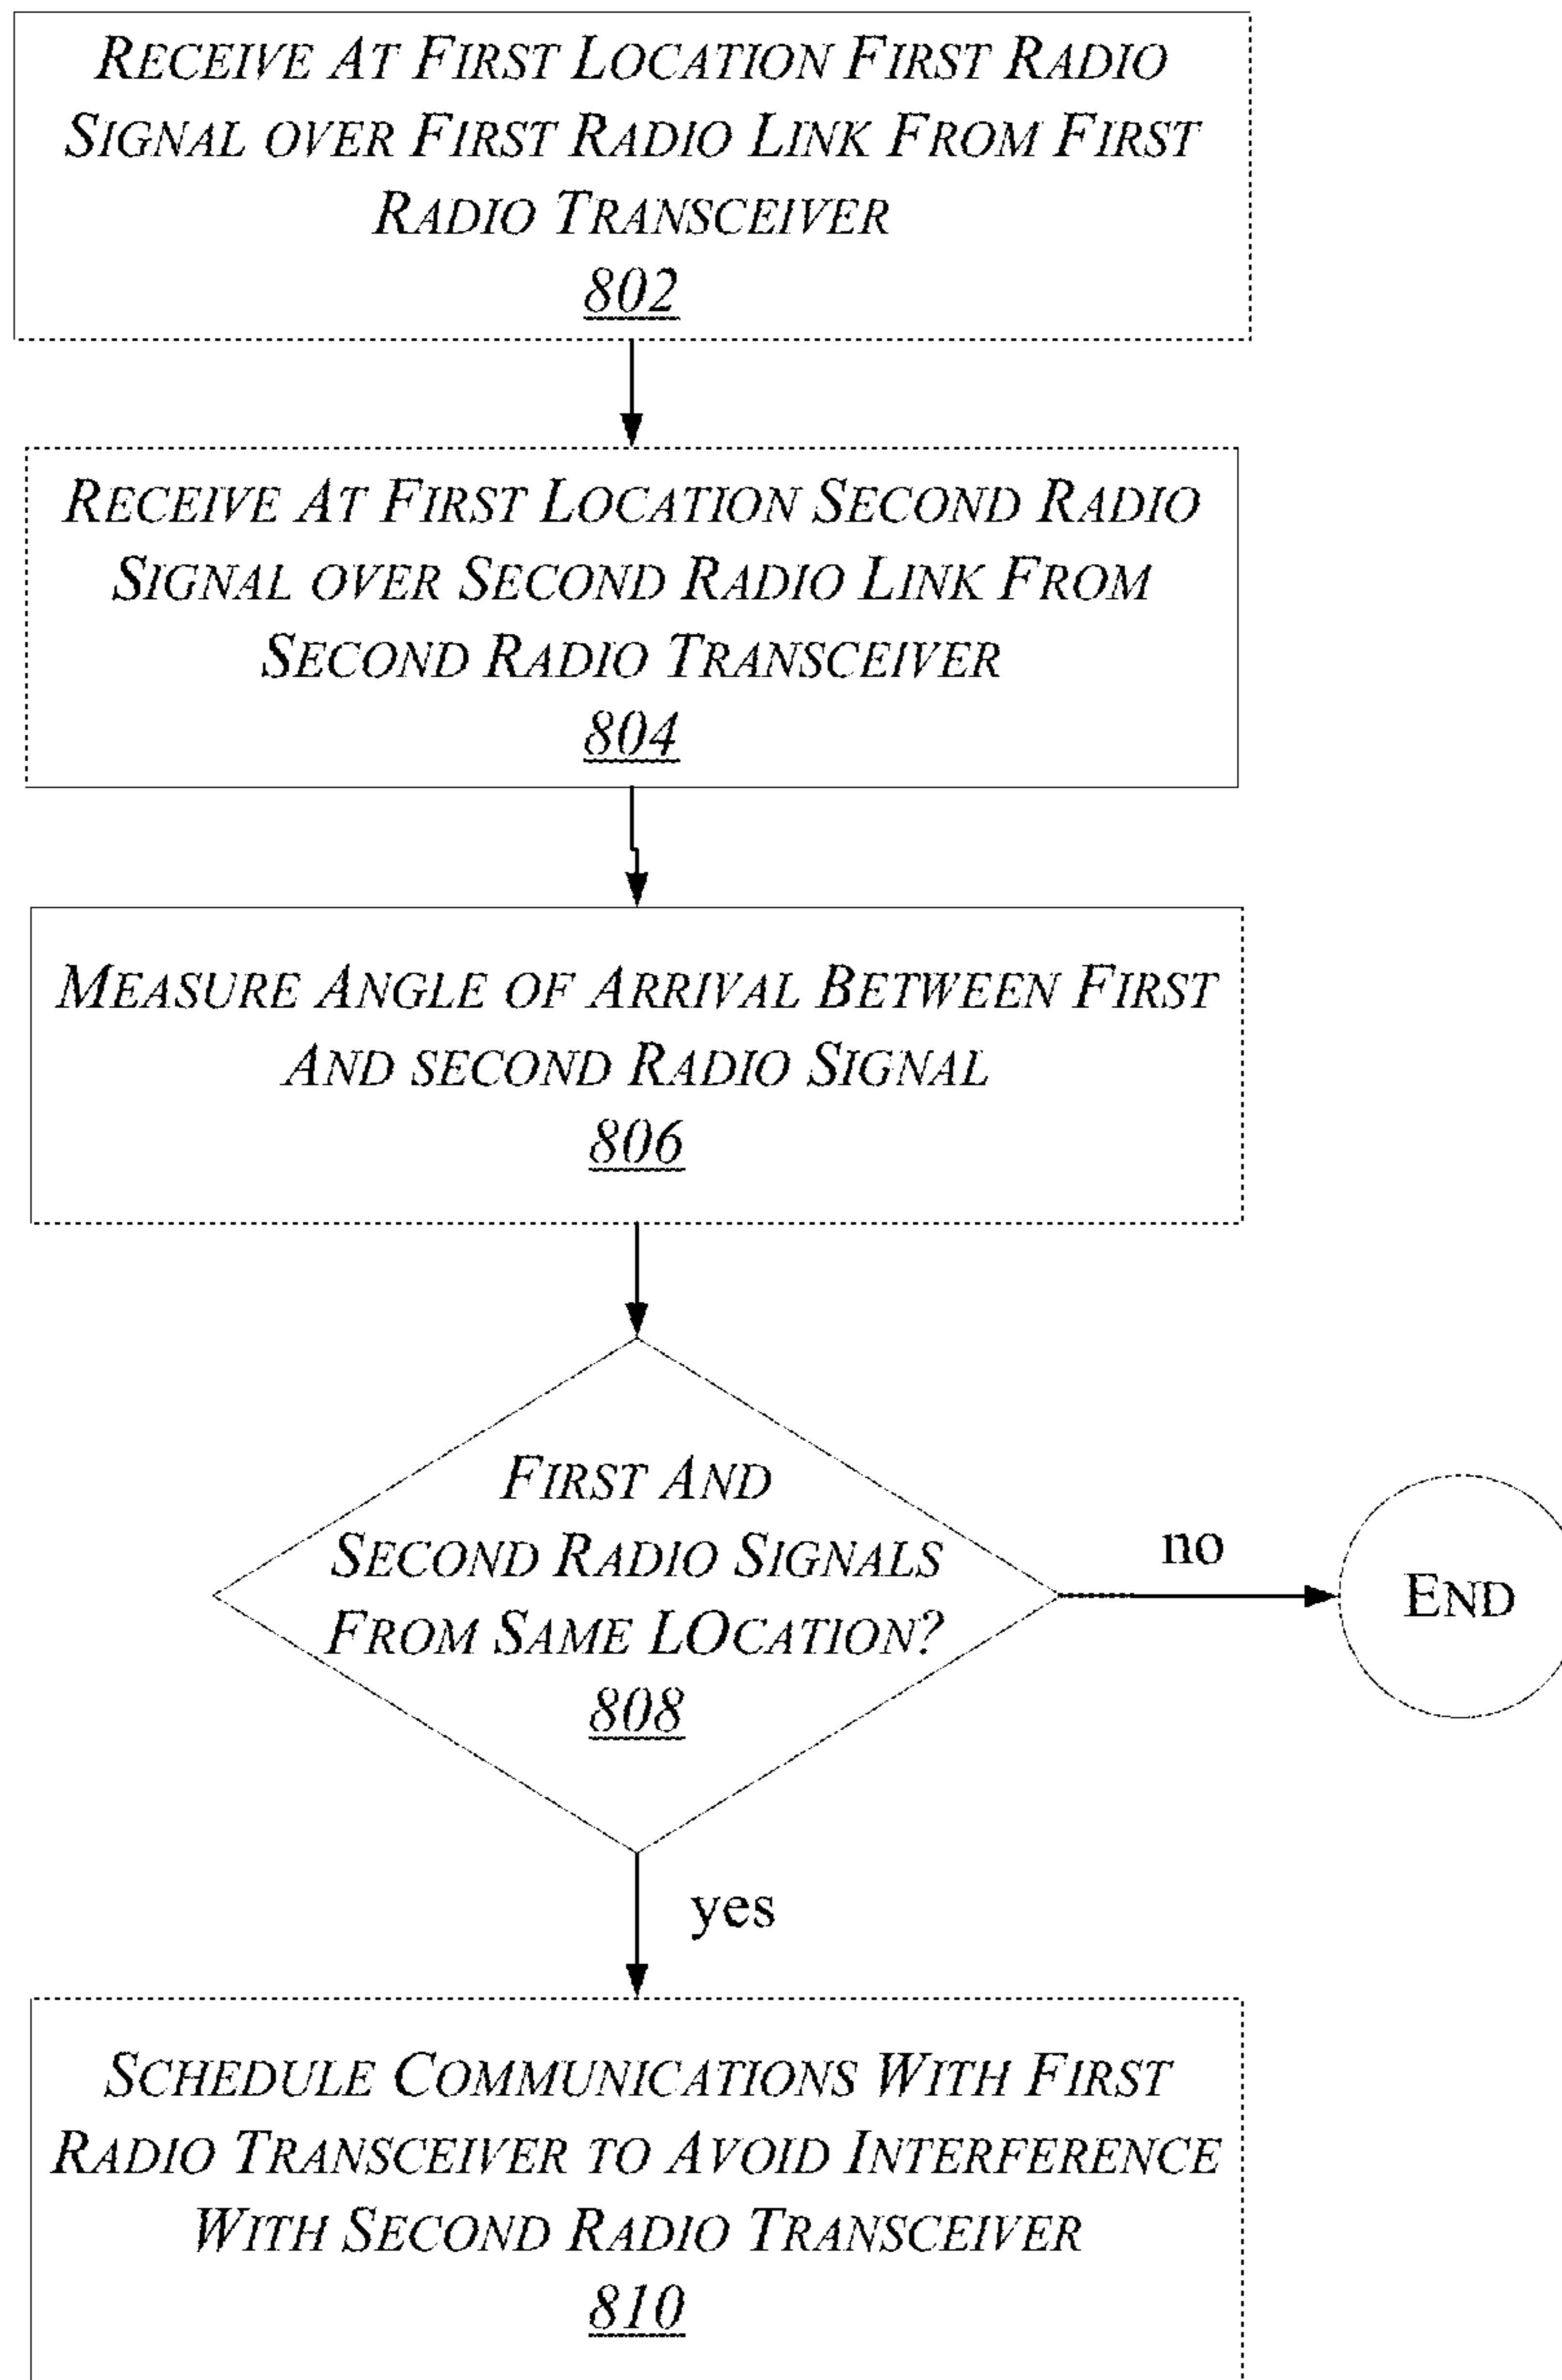 RECEIVE AT FIRST LOCATION FIRST RADIO
SIGNAL OVER FIRST RADIO LINK FROM FIRST
RADIO TRANSCEIVER
802
RECEIVE AT FIRST LOCATION SECOND RADIO
SIGNAL OVER SECOND RADIO LINK FROM
SECOND RADIO TRANSCEIVER
804
MEASURE ANGLE OF ARRIVAL BETWEEN FIRST
AND SECOND RADIO SIGNAL
806
FIRST AND
SECOND RADIO SIGNALS
FROM SAME LOCATION?
808
no
END
yes
SCHEDULE COMMUNICATIONS WITH FIRST
RADIO TRANSCEIVER TO AVOID INTERFERENCE
WITH SECOND RADIO TRANSCEIVER
810